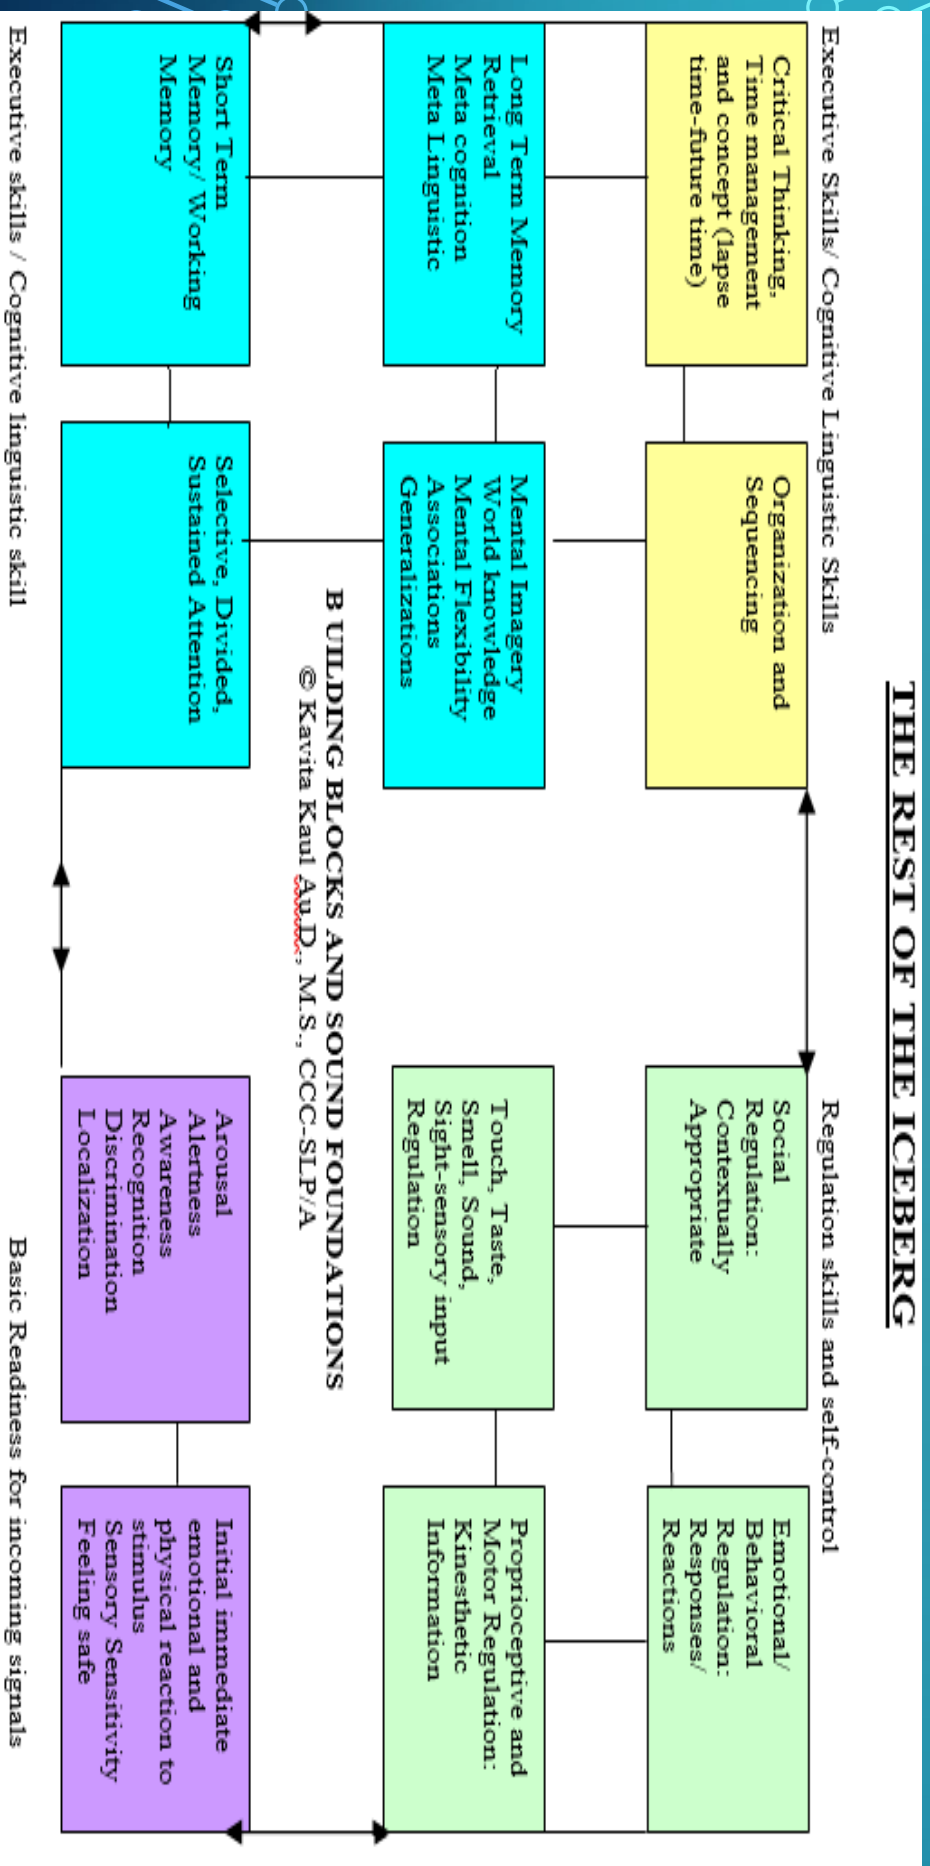 THE REST OF THE ICEBERG
Executive Skills/ Cognitive Linguistic Skills
Regulation skills and self-control
Critical Thinking,
Time management
and concept (lapse
time-future time)
Organization and
Sequencing
Social
Regulation:
Contextually
Appropriate
Emotional/
Behavioral
Regulation:
Responses/
Reactions
Long Term Memory
Retrieval
Meta cognition
Meta Linguistic
Mental Imagery
World knowledge
Mental Flexibility
Associations
Generalizations
Touch, Taste,
Smell, Sound,
Sight-sensory input
Regulation
Proprioceptive and
Motor Regulation:
Kinesthetic
Information
B UILDING BLOCKS AND SOUND FOUNDATIONS
© Kavita Kaul Au.D., M.S., CCC-SLP/A
Short Term
Memory/ Working
Memory
Selective, Divided,
Sustained Attention
Arousal
Alertness
Awareness
Recognition
Discrimination
Localization
Initial immediate
emotional and
physical reaction to
stimulus
Sensory Sensitivity
Feeling safe
Executive skills / Cognitive linguistic skill
Basic Readiness for incoming signals